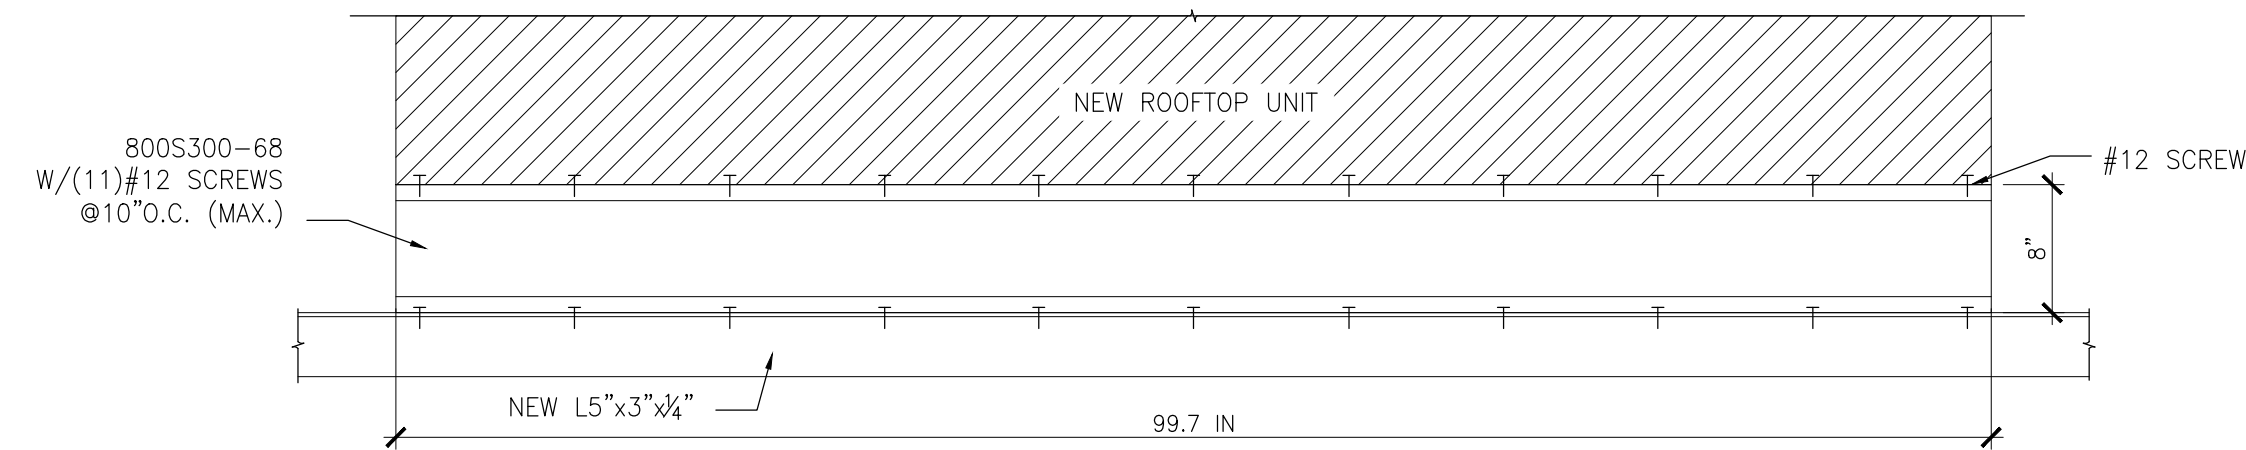 NEW ROOFTOP UNIT
800S300-68
W/(11)#12 SCREWS
@10"O.C. (MAX.)
#12 SCREW
8"
NEW L5"x3"x1/4"
99.7 IN